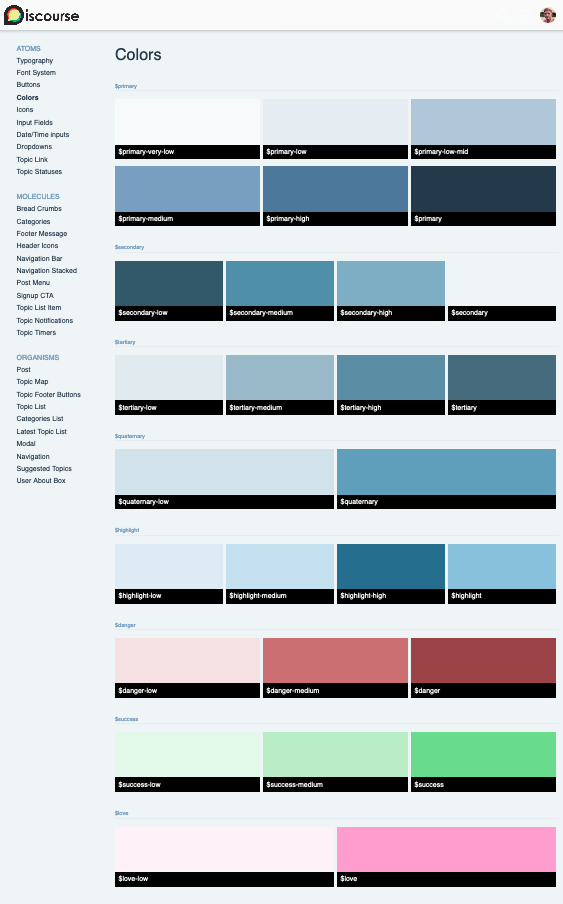 Discourse
ATOMS
Typography
Font System
Buttons
Colors
Icons
Input Fields
Date/Time inputs
Dropdowns
Topic Link
Topic Statuses
MOLECULES
Bread Crumbs
Categories
Footer Message
Header Icons
Navigation Bar
Navigation Stacked
Post Menu
Signup CTA
Topic List Item
Topic Notifications
Topic Timers
ORGANISMS
Post
Topic Map
Topic Footer Buttons
Topic List
Categories List
Latest Topic List
Modal
Navigation
Suggested Topics
User About Box
Colors
$primary
$primary-very-low $primary-low $primary-low-mid
$primary-medium $primary-high $primary
$secondary
$secondary-low $secondary-medium $secondary-high $secondary
$tertiary
$tertiary-low $tertiary-medium $tertiary-high $tertiary
$quaternary
$quaternary-low $quaternary
$highlight
$highlight-low $highlight-medium $highlight-high $highlight
$danger
$danger-low $danger-medium $danger
$success
$success-low $success-medium $success
$love
$love-low $love